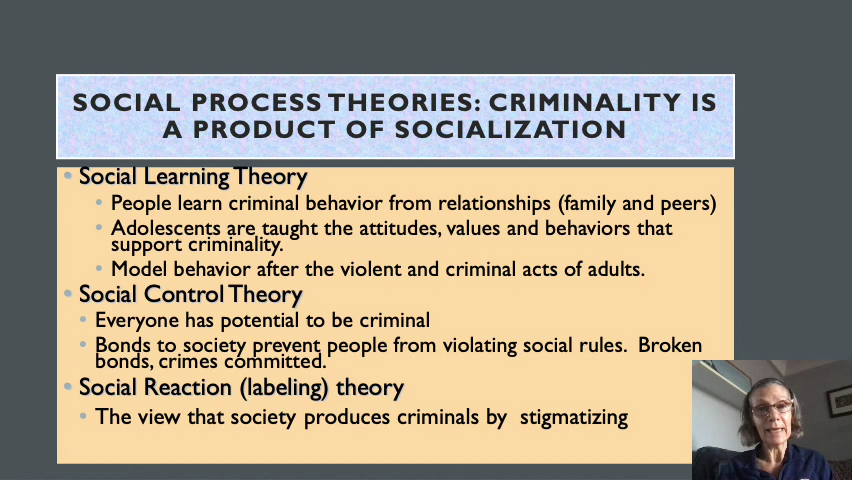 SOCIAL PROCESS THEORIES: CRIMINALITY IS
A PRODUCT OF SOCIALIZATION
• Social Learning Theory
• People learn criminal behavior from relationships (family and peers)
• Adolescents are taught the attitudes, values and behaviors that
support criminality.
• Model behavior after the violent and criminal acts of adults.
• Social Control Theory
• Everyone has potential to be criminal
• Bonds to society prevent people from violating social rules.  Broken
bonds, crimes committed.
• Social Reaction (labeling) theory
• The view that society produces criminals by  stigmatizing